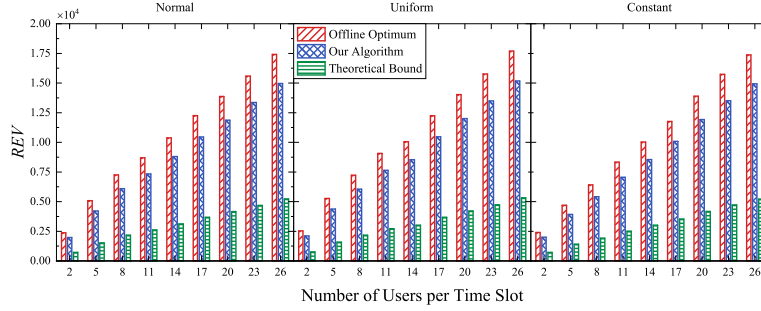 Normal Uniform Constant
×10⁴
2.00
1.75
1.50
1.25
1.00
0.75
0.50
0.25
0.00
REV
Offline Optimum
Our Algorithm
Theoretical Bound
2 5 8 11 14 17 20 23 26 2 5 8 11 14 17 20 23 26 2 5 8 11 14 17 20 23 26
Number of Users per Time Slot